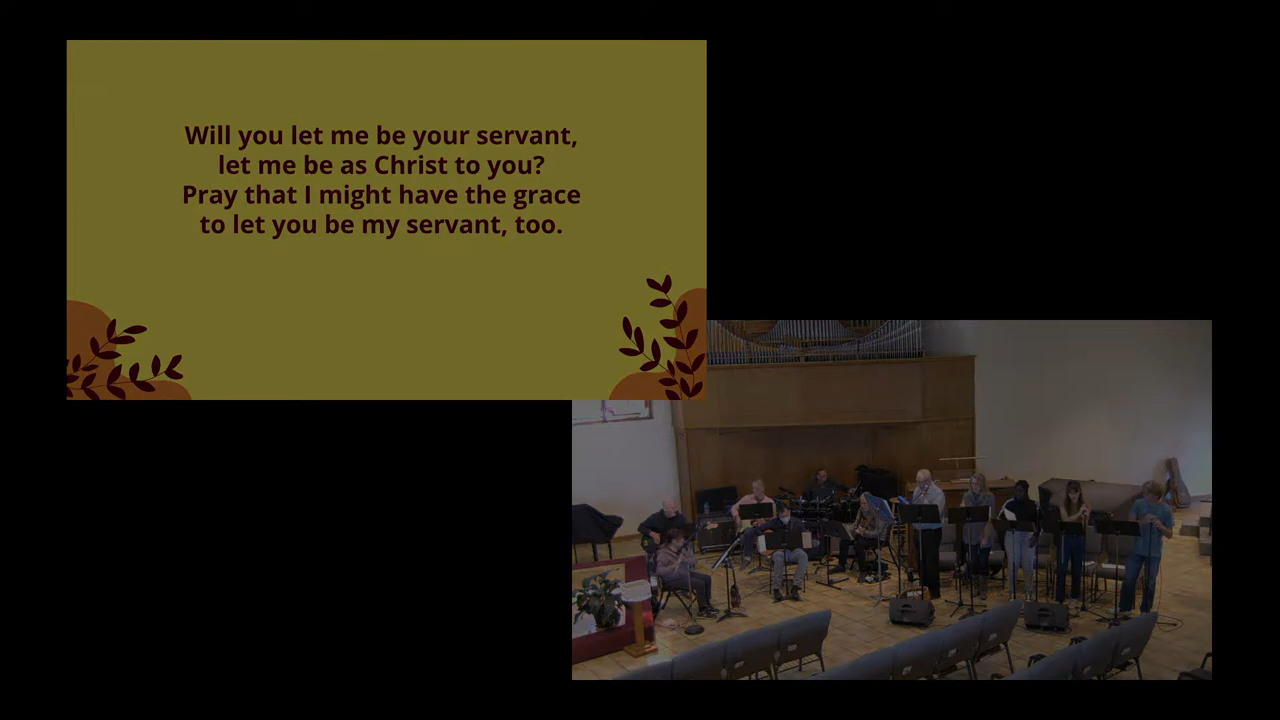 Will you let me be your servant,
let me be as Christ to you?
Pray that I might have the grace
to let you be my servant, too.